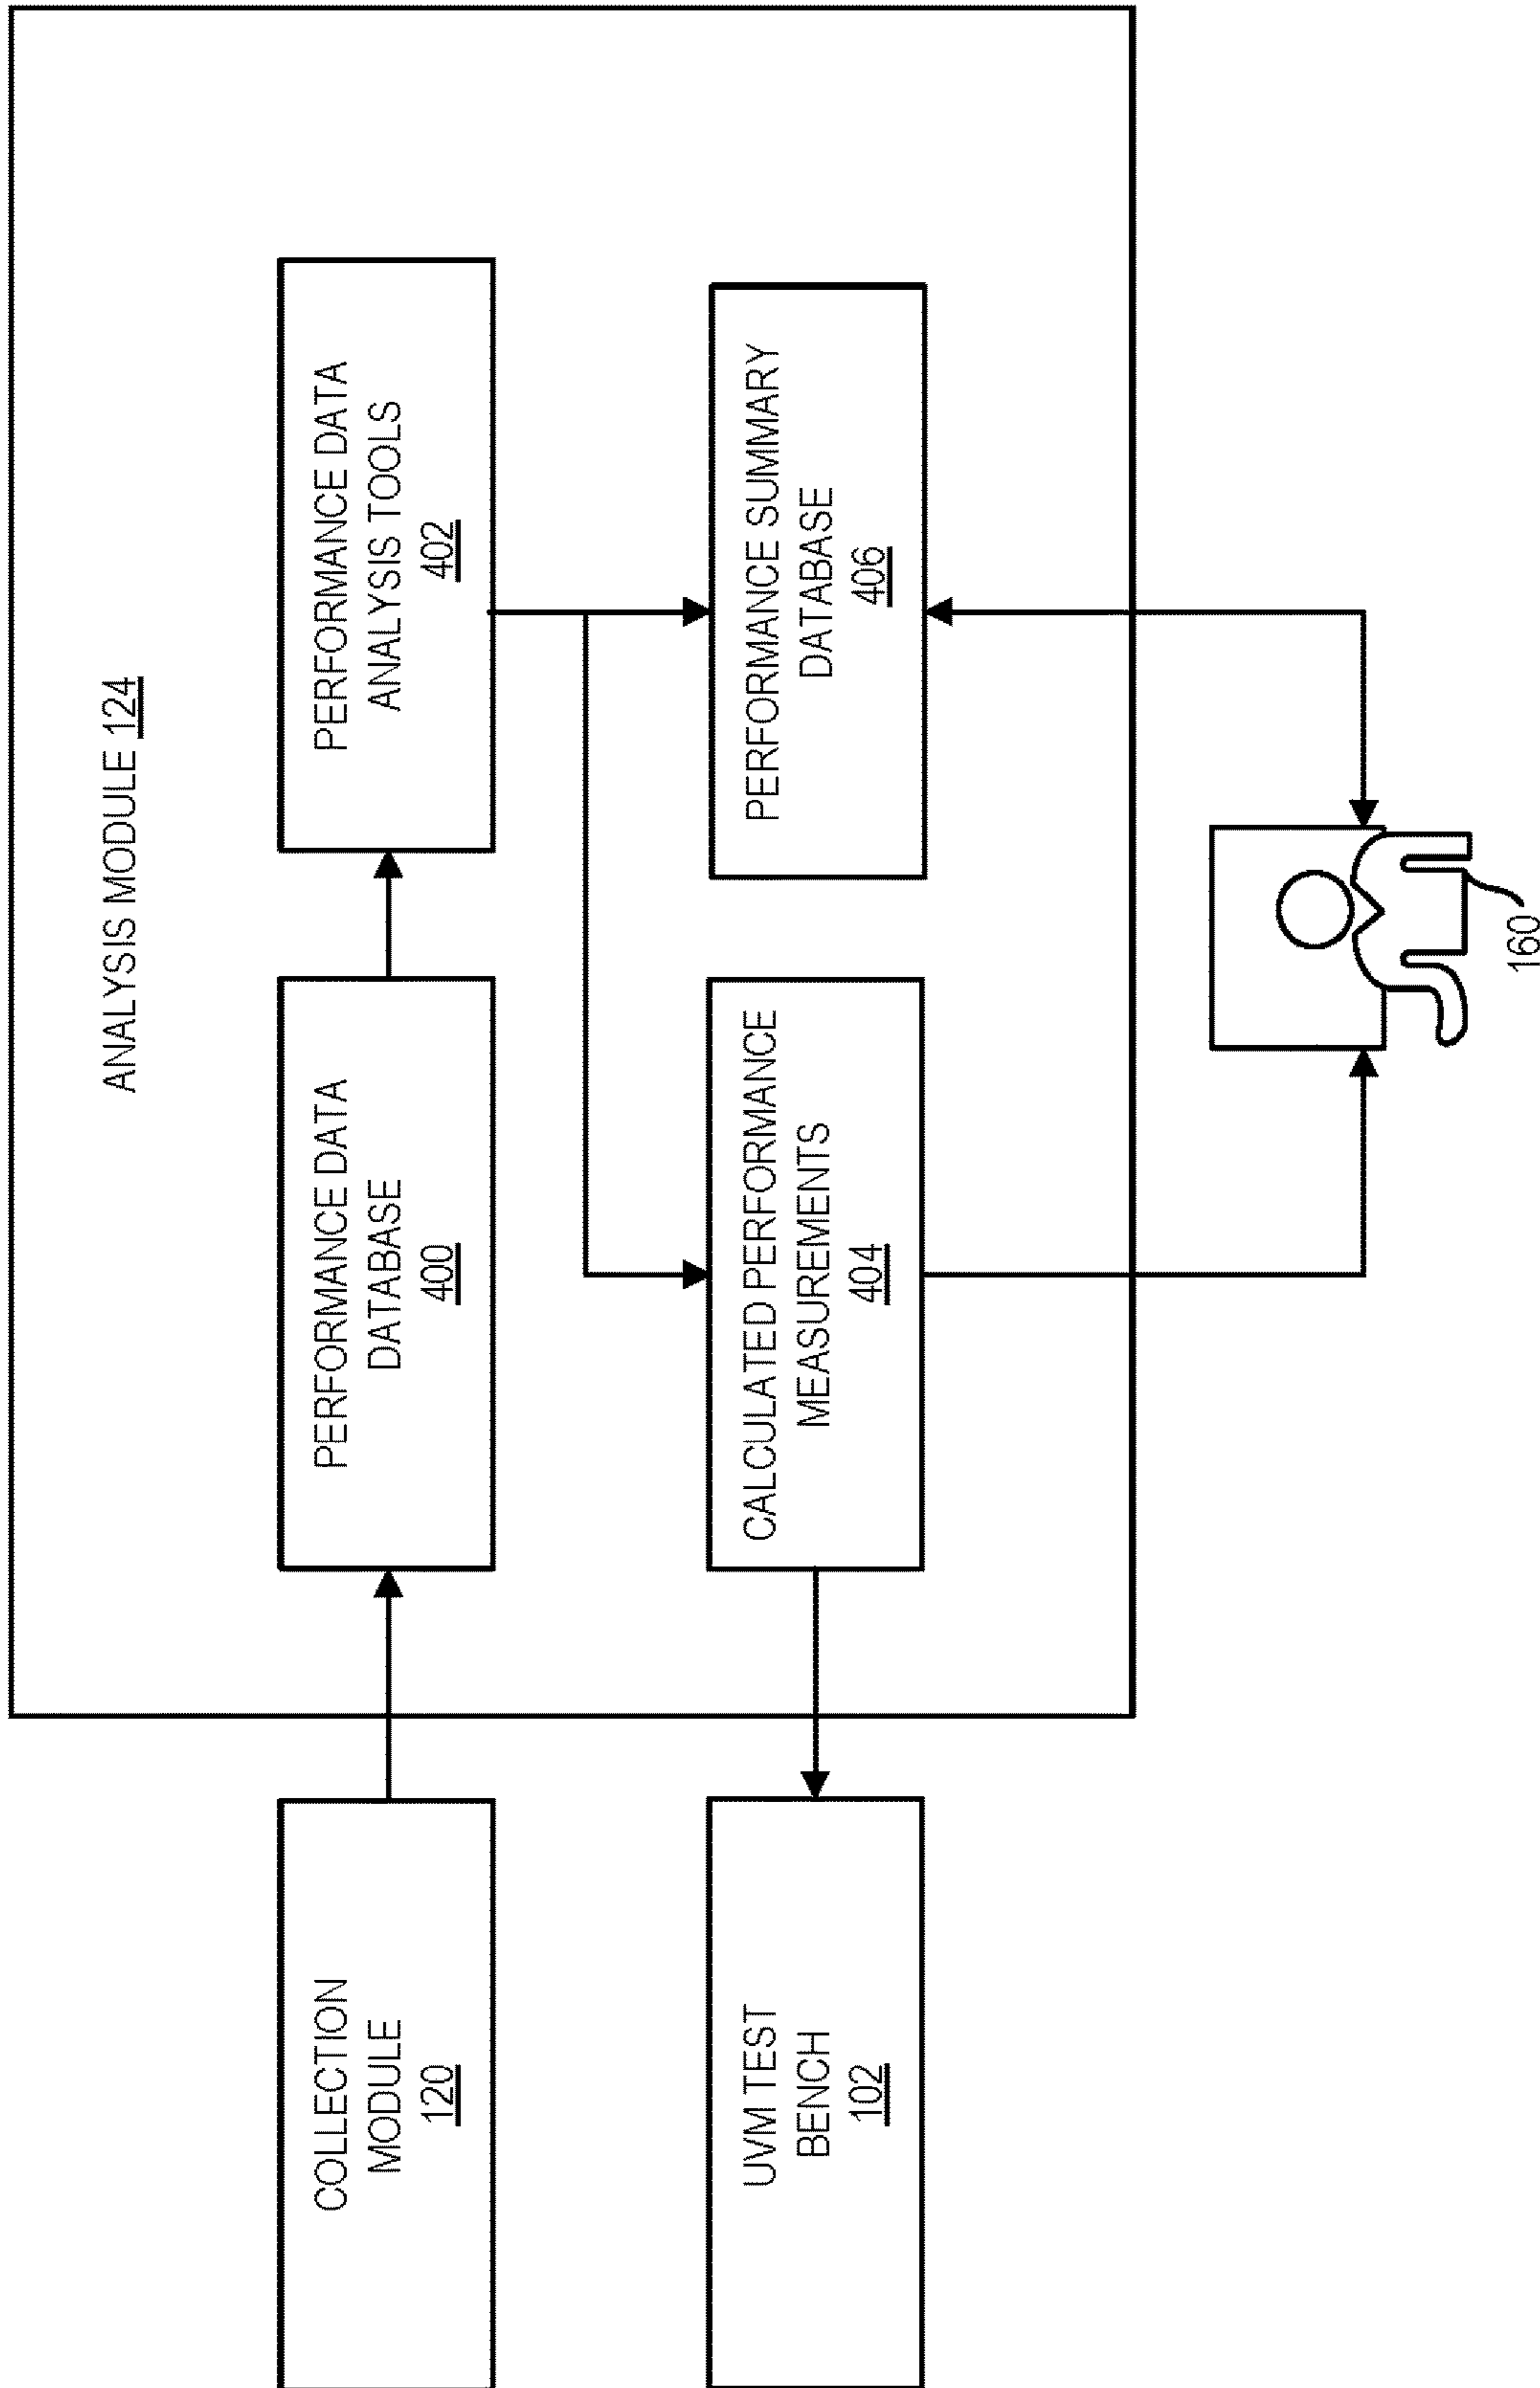 ANALYSIS MODULE 124
COLLECTION
MODULE
120
PERFORMANCE DATA
DATABASE
400
PERFORMANCE DATA
ANALYSIS TOOLS
402
UVM TEST
BENCH
102
CALCULATED PERFORMANCE
MEASUREMENTS
404
PERFORMANCE SUMMARY
DATABASE
406
160